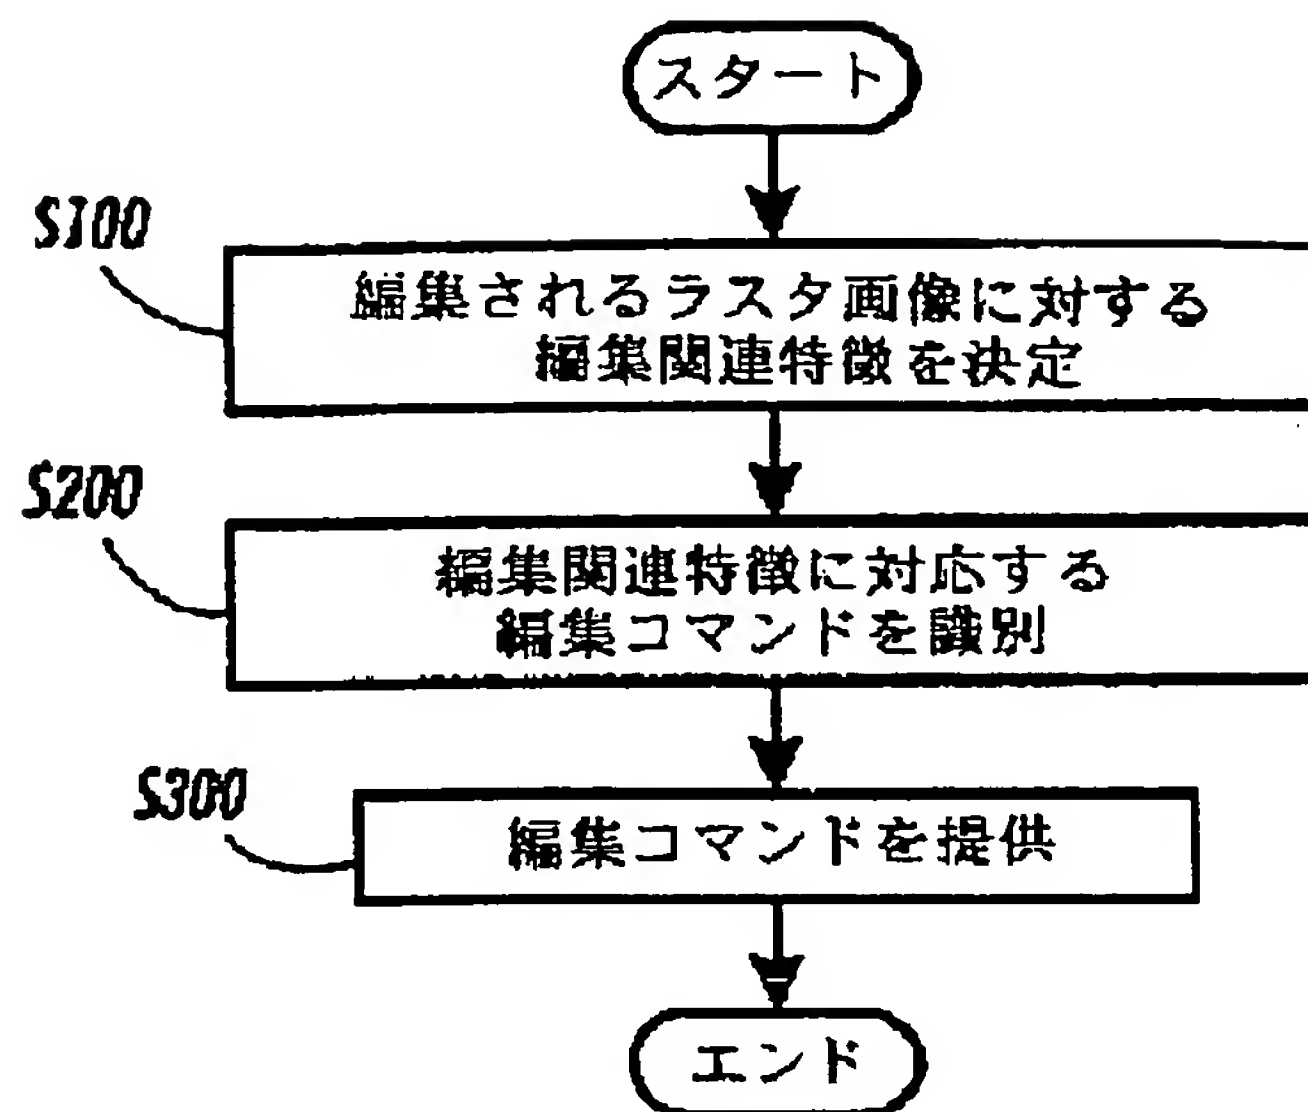 スタート
S100
編集されるラスタ画像に対する
編集関連特徴を決定
S200
編集関連特徴に対応する
編集コマンドを識別
S300
編集コマンドを提供
エンド